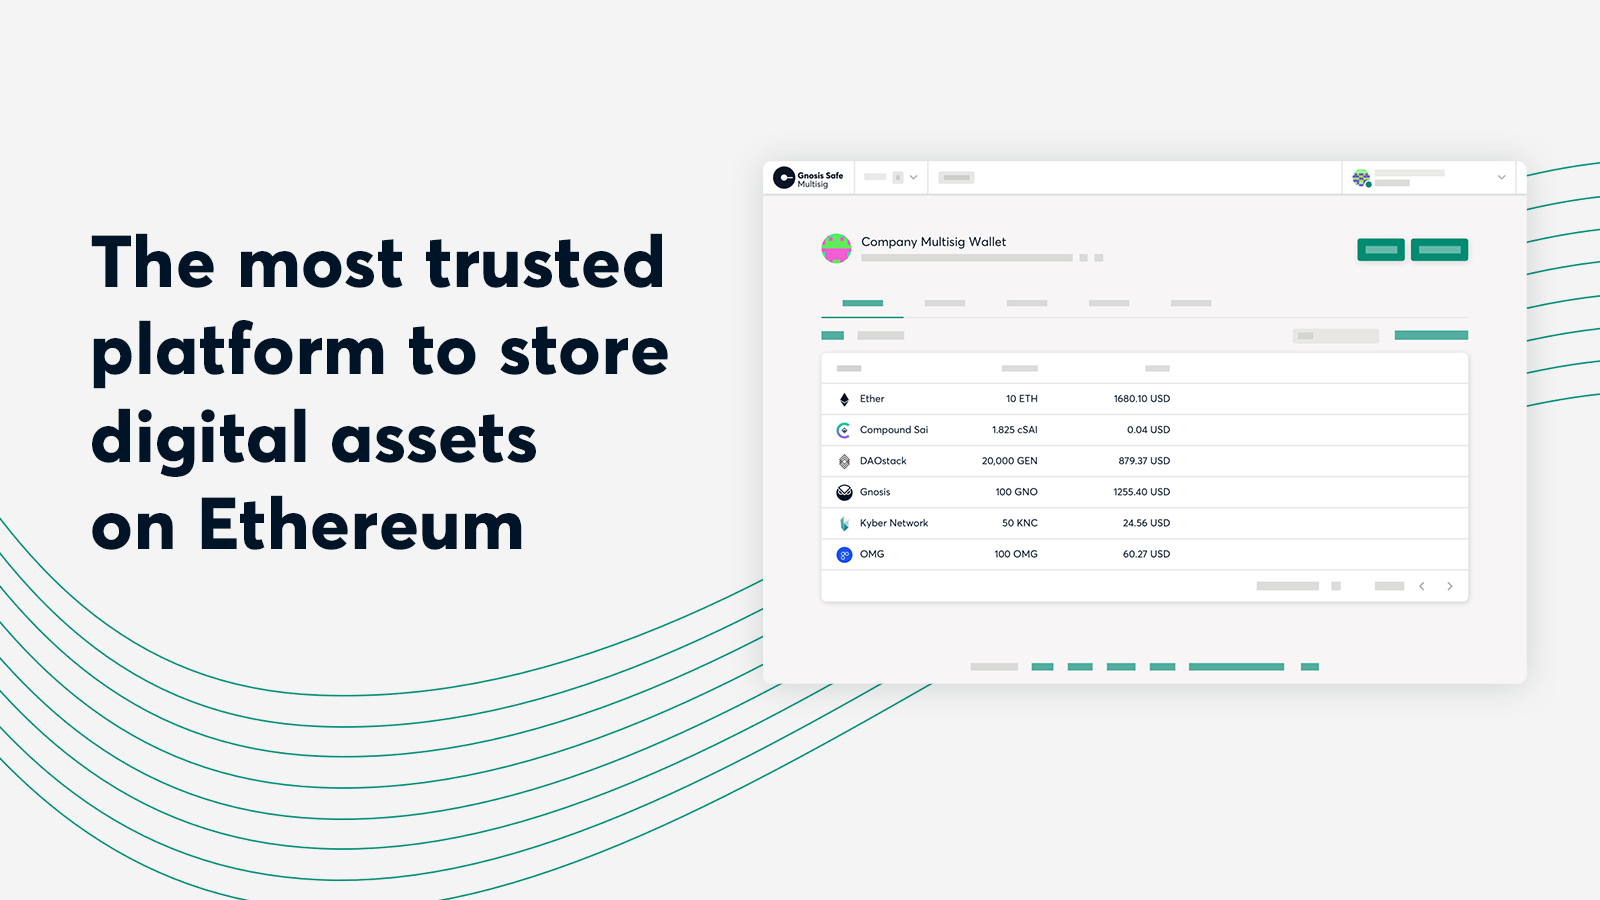 The most trusted
platform to store
digital assets
on Ethereum
Gnosis Safe
Multisig
Company Multisig Wallet
Ether 10 ETH 1680.10 USD
Compound Sai 1.825 cSAI 0.04 USD
DAOstack 20,000 GEN 879.37 USD
Gnosis 100 GNO 1255.40 USD
Kyber Network 50 KNC 24.56 USD
OMG 100 OMG 60.27 USD